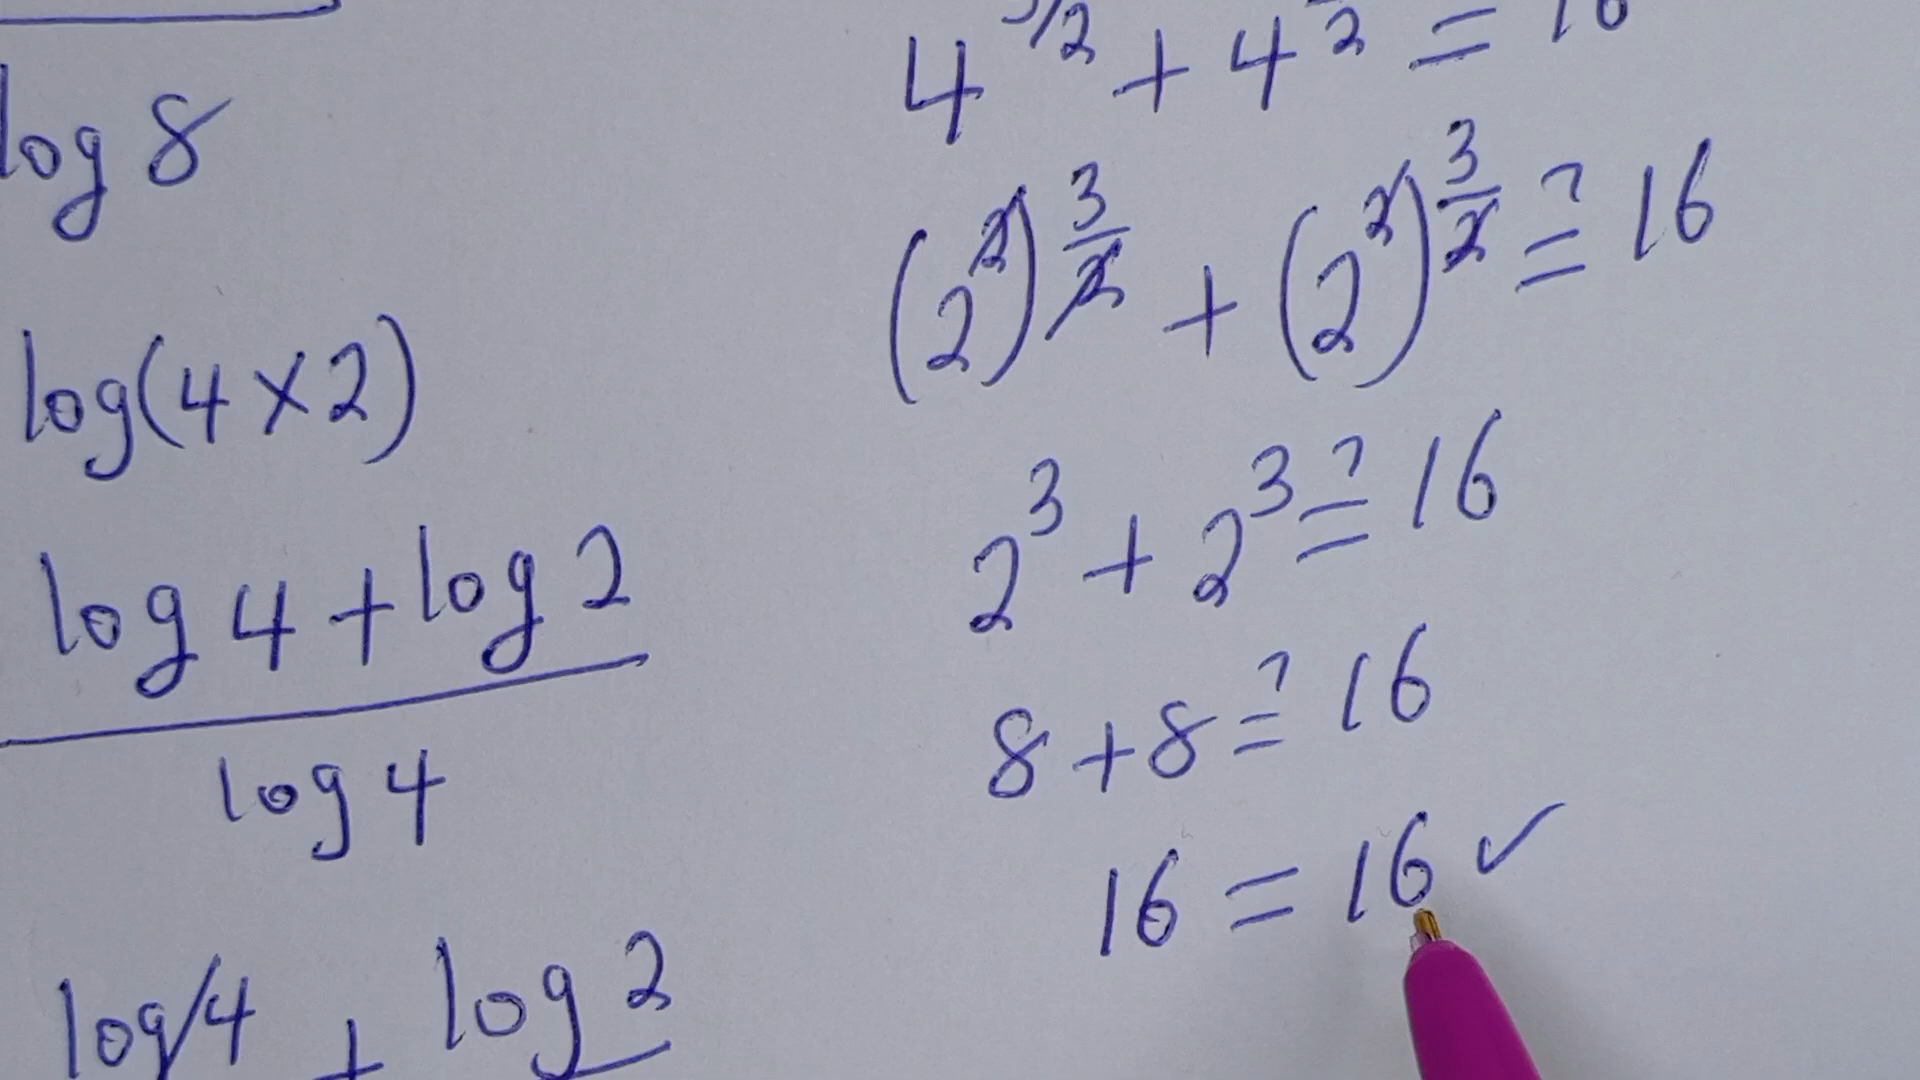 log 8
log(4×2)
log 4 + log 2
log 4
log 4 + log 2
4^3/2 + 4^3/2 = 16
(2^2)^3/2 + (2^2)^3/2 ≟ 16
2^3 + 2^3 ≟ 16
8 + 8 ≟ 16
16 = 16 ✓